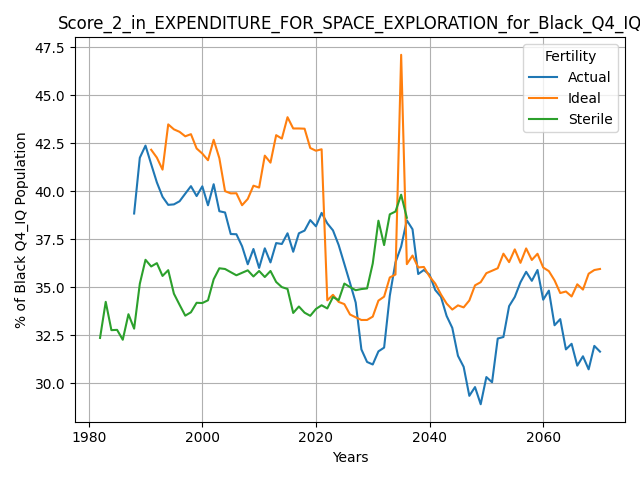 Score_2_in_EXPENDITURE_FOR_SPACE_EXPLORATION_for_Black_Q4_IQ
47.5
45.0
42.5
40.0
37.5
35.0
32.5
30.0
% of Black Q4_IQ Population
Fertility
Actual
Ideal
Sterile
1980 2000 2020 2040 2060
Years